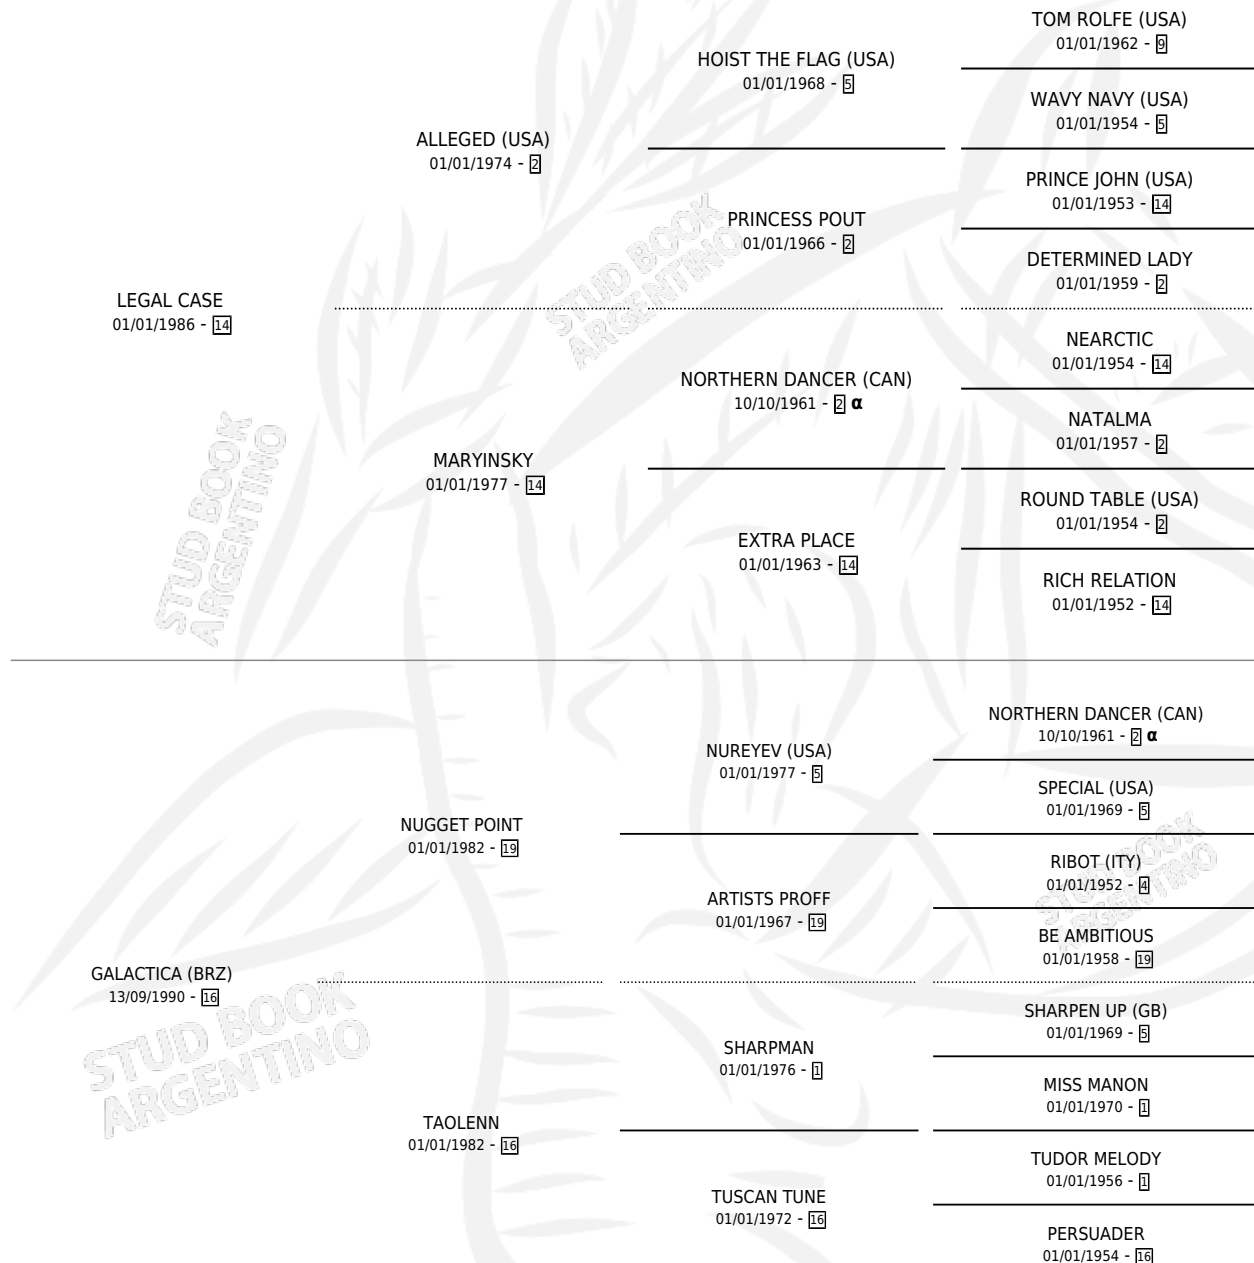 TOM ROLFE (USA)
01/01/1962 - 9
HOIST THE FLAG (USA)
01/01/1968 - 5
WAVY NAVY (USA)
01/01/1954 - 5
ALLEGED (USA)
01/01/1974 - 2
PRINCE JOHN (USA)
01/01/1953 - 14
PRINCESS POUT
01/01/1966 - 2
DETERMINED LADY
01/01/1959 - 2
LEGAL CASE
01/01/1986 - 14
NEARCTIC
01/01/1954 - 14
NORTHERN DANCER (CAN)
10/10/1961 - 2 α
NATALMA
01/01/1957 - 2
MARYINSKY
01/01/1977 - 14
ROUND TABLE (USA)
01/01/1954 - 2
EXTRA PLACE
01/01/1963 - 14
RICH RELATION
01/01/1952 - 14
NORTHERN DANCER (CAN)
10/10/1961 - 2 α
NUREYEV (USA)
01/01/1977 - 5
SPECIAL (USA)
01/01/1969 - 5
NUGGET POINT
01/01/1982 - 19
RIBOT (ITY)
01/01/1952 - 4
ARTISTS PROFF
01/01/1967 - 19
BE AMBITIOUS
01/01/1958 - 19
GALACTICA (BRZ)
13/09/1990 - 16
SHARPEN UP (GB)
01/01/1969 - 5
SHARPMAN
01/01/1976 - 1
MISS MANON
01/01/1970 - 1
TAOLENN
01/01/1982 - 16
TUDOR MELODY
01/01/1956 - 1
TUSCAN TUNE
01/01/1972 - 16
PERSUADER
01/01/1954 - 16
STUD BOOK
ARGENTINO
STUD BOOK
ARGENTINO
STUD BOOK
ARGENTINO
STUD BOOK
ARGENTINO